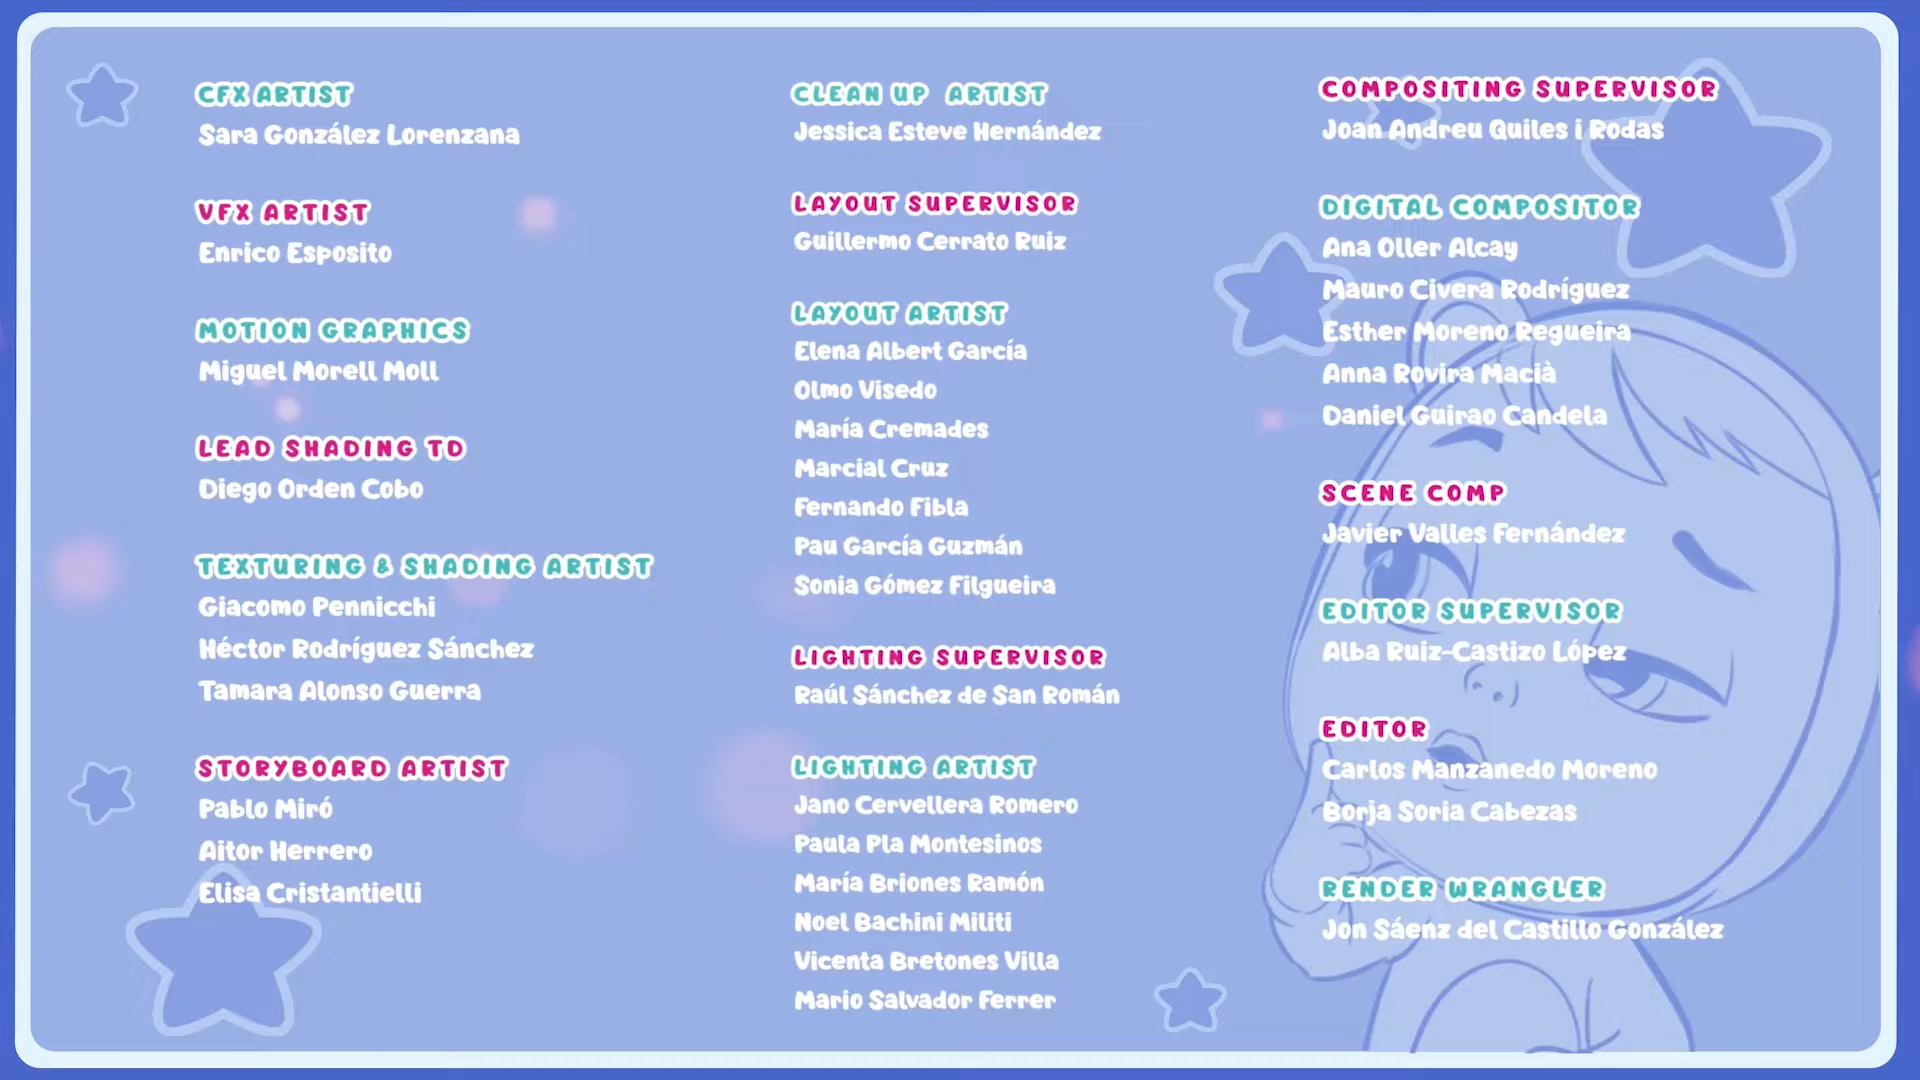 CFX ARTIST
Sara González Lorenzana
VFX ARTIST
Enrico Esposito
MOTION GRAPHICS
Miguel Morell Moll
LEAD SHADING TD
Diego Orden Cobo
TEXTURING & SHADING ARTIST
Giacomo Pennicchi
Héctor Rodríguez Sánchez
Tamara Alonso Guerra
STORYBOARD ARTIST
Pablo Miró
Aitor Herrero
Elisa Cristantielli
CLEAN UP ARTIST
Jessica Esteve Hernández
LAYOUT SUPERVISOR
Guillermo Cerrato Ruiz
LAYOUT ARTIST
Elena Albert García
Olmo Visedo
María Cremades
Marcial Cruz
Fernando Fibla
Pau García Guzmán
Sonia Gómez Filgueira
LIGHTING SUPERVISOR
Raúl Sánchez de San Román
LIGHTING ARTIST
Jano Cervellera Romero
Paula Pla Montesinos
María Briones Ramón
Noel Bachini Militi
Vicenta Bretones Villa
Mario Salvador Ferrer
COMPOSITING SUPERVISOR
Joan Andreu Quiles i Rodas
DIGITAL COMPOSITOR
Ana Oller Alcay
Mauro Civera Rodríguez
Esther Moreno Regueira
Anna Rovira Macià
Daniel Guirao Candela
SCENE COMP
Javier Valles Fernández
EDITOR SUPERVISOR
Alba Ruiz-Castizo López
EDITOR
Carlos Manzanedo Moreno
Borja Soria Cabezas
RENDER WRANGLER
Jon Sáenz del Castillo González